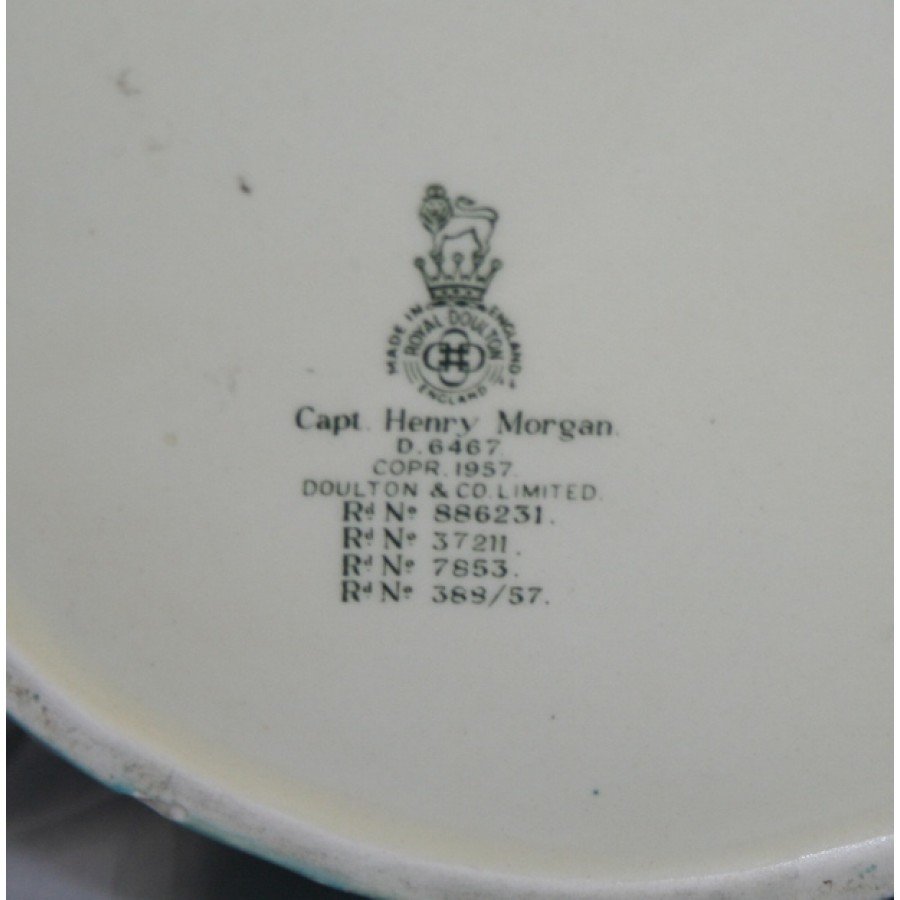 MADE IN ENGLAND.
ROYAL DOULTON
ENGLAND
Capt. Henry Morgan.
D.6467.
COPR.1957.
DOULTON & CO.LIMITED.
Rd No 886231.
Rd No 37211.
Rd No 7853.
Rd No 388/57.